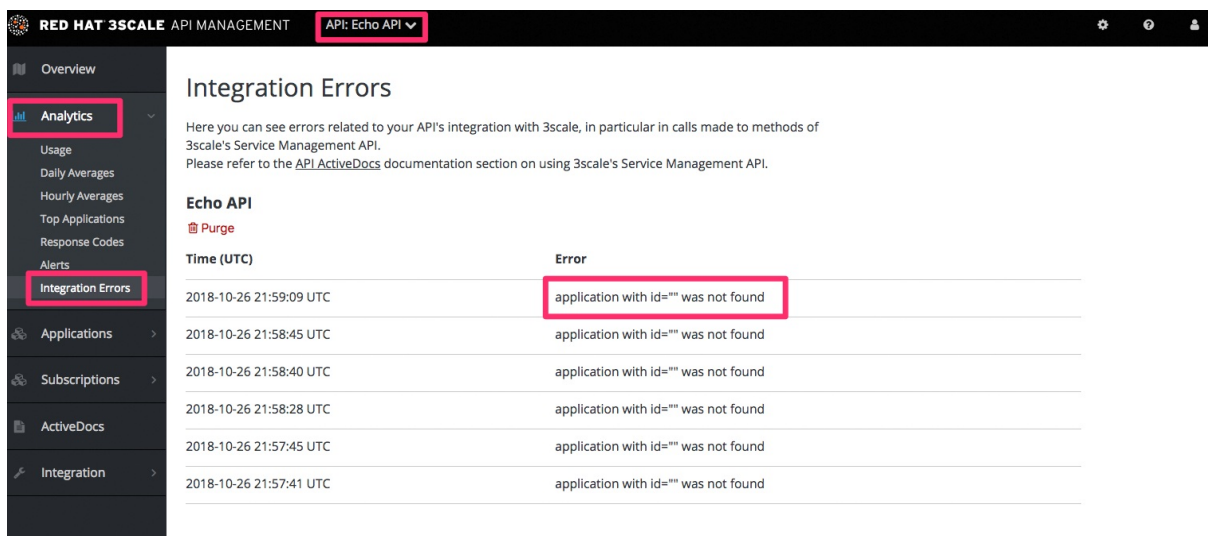 RED HAT 3SCALE API MANAGEMENT
API: Echo API
Overview
Analytics
Usage
Daily Averages
Hourly Averages
Top Applications
Response Codes
Alerts
Integration Errors
Applications
Subscriptions
ActiveDocs
Integration
Integration Errors
Here you can see errors related to your API's integration with 3scale, in particular in calls made to methods of
3scale's Service Management API.
Please refer to the API ActiveDocs documentation section on using 3scale's Service Management API.
Echo API
Purge
Time (UTC) Error
2018-10-26 21:59:09 UTC application with id="" was not found
2018-10-26 21:58:45 UTC application with id="" was not found
2018-10-26 21:58:40 UTC application with id="" was not found
2018-10-26 21:58:28 UTC application with id="" was not found
2018-10-26 21:57:45 UTC application with id="" was not found
2018-10-26 21:57:41 UTC application with id="" was not found